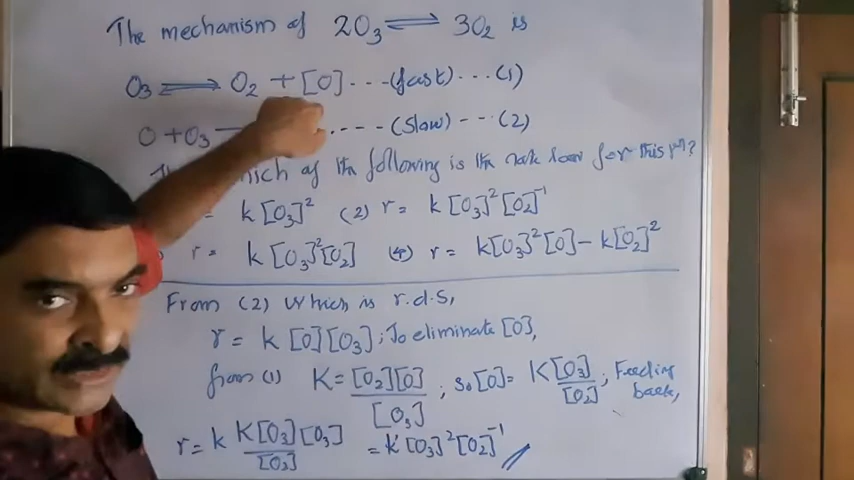 The mechanism of 2O₃ ⇌ 3O₂ is
O₃ ⇌ O₂ + [O] ...(fast)...(1)
O + O₃ .... (slow) ... (2)
which of the following is the rate law for this rⁿ?
= k[O₃]² (2) r = k[O₃]²[O₂]⁻¹
r = k[O₃]²[O₂] (4) r = k[O₃]²[O] − k[O₂]²
From (2) which is r.d.s,
r = k[O][O₃]; To eliminate [O],
from (1) K = [O₂][O]/[O₃]; So [O] = K[O₃]/[O₂]; Feeding back,
r = k K[O₃]/[O₂] [O₃] = k'[O₃]²[O₂]⁻¹